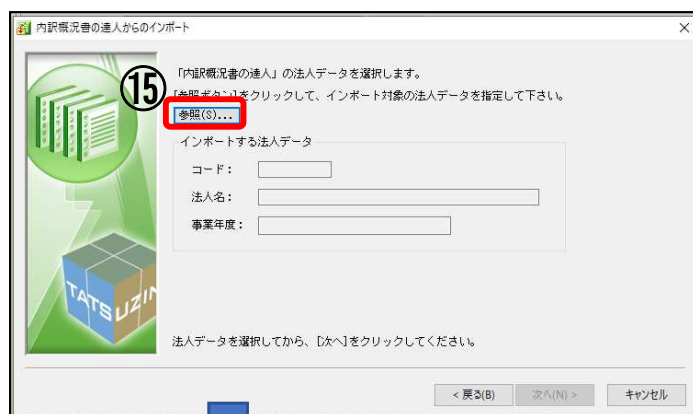 内訳概況書の達人からのインポート
「内訳概況書の達人」の法人データを選択します。
⑮
[参照ボタン]をクリックして、インポート対象の法人データを指定して下さい。
参照(S)...
インポートする法人データ
コード：
法人名：
事業年度：
TATSUZIN
法人データを選択してから、[次へ]をクリックしてください。
< 戻る(B) 次へ(N) > キャンセル